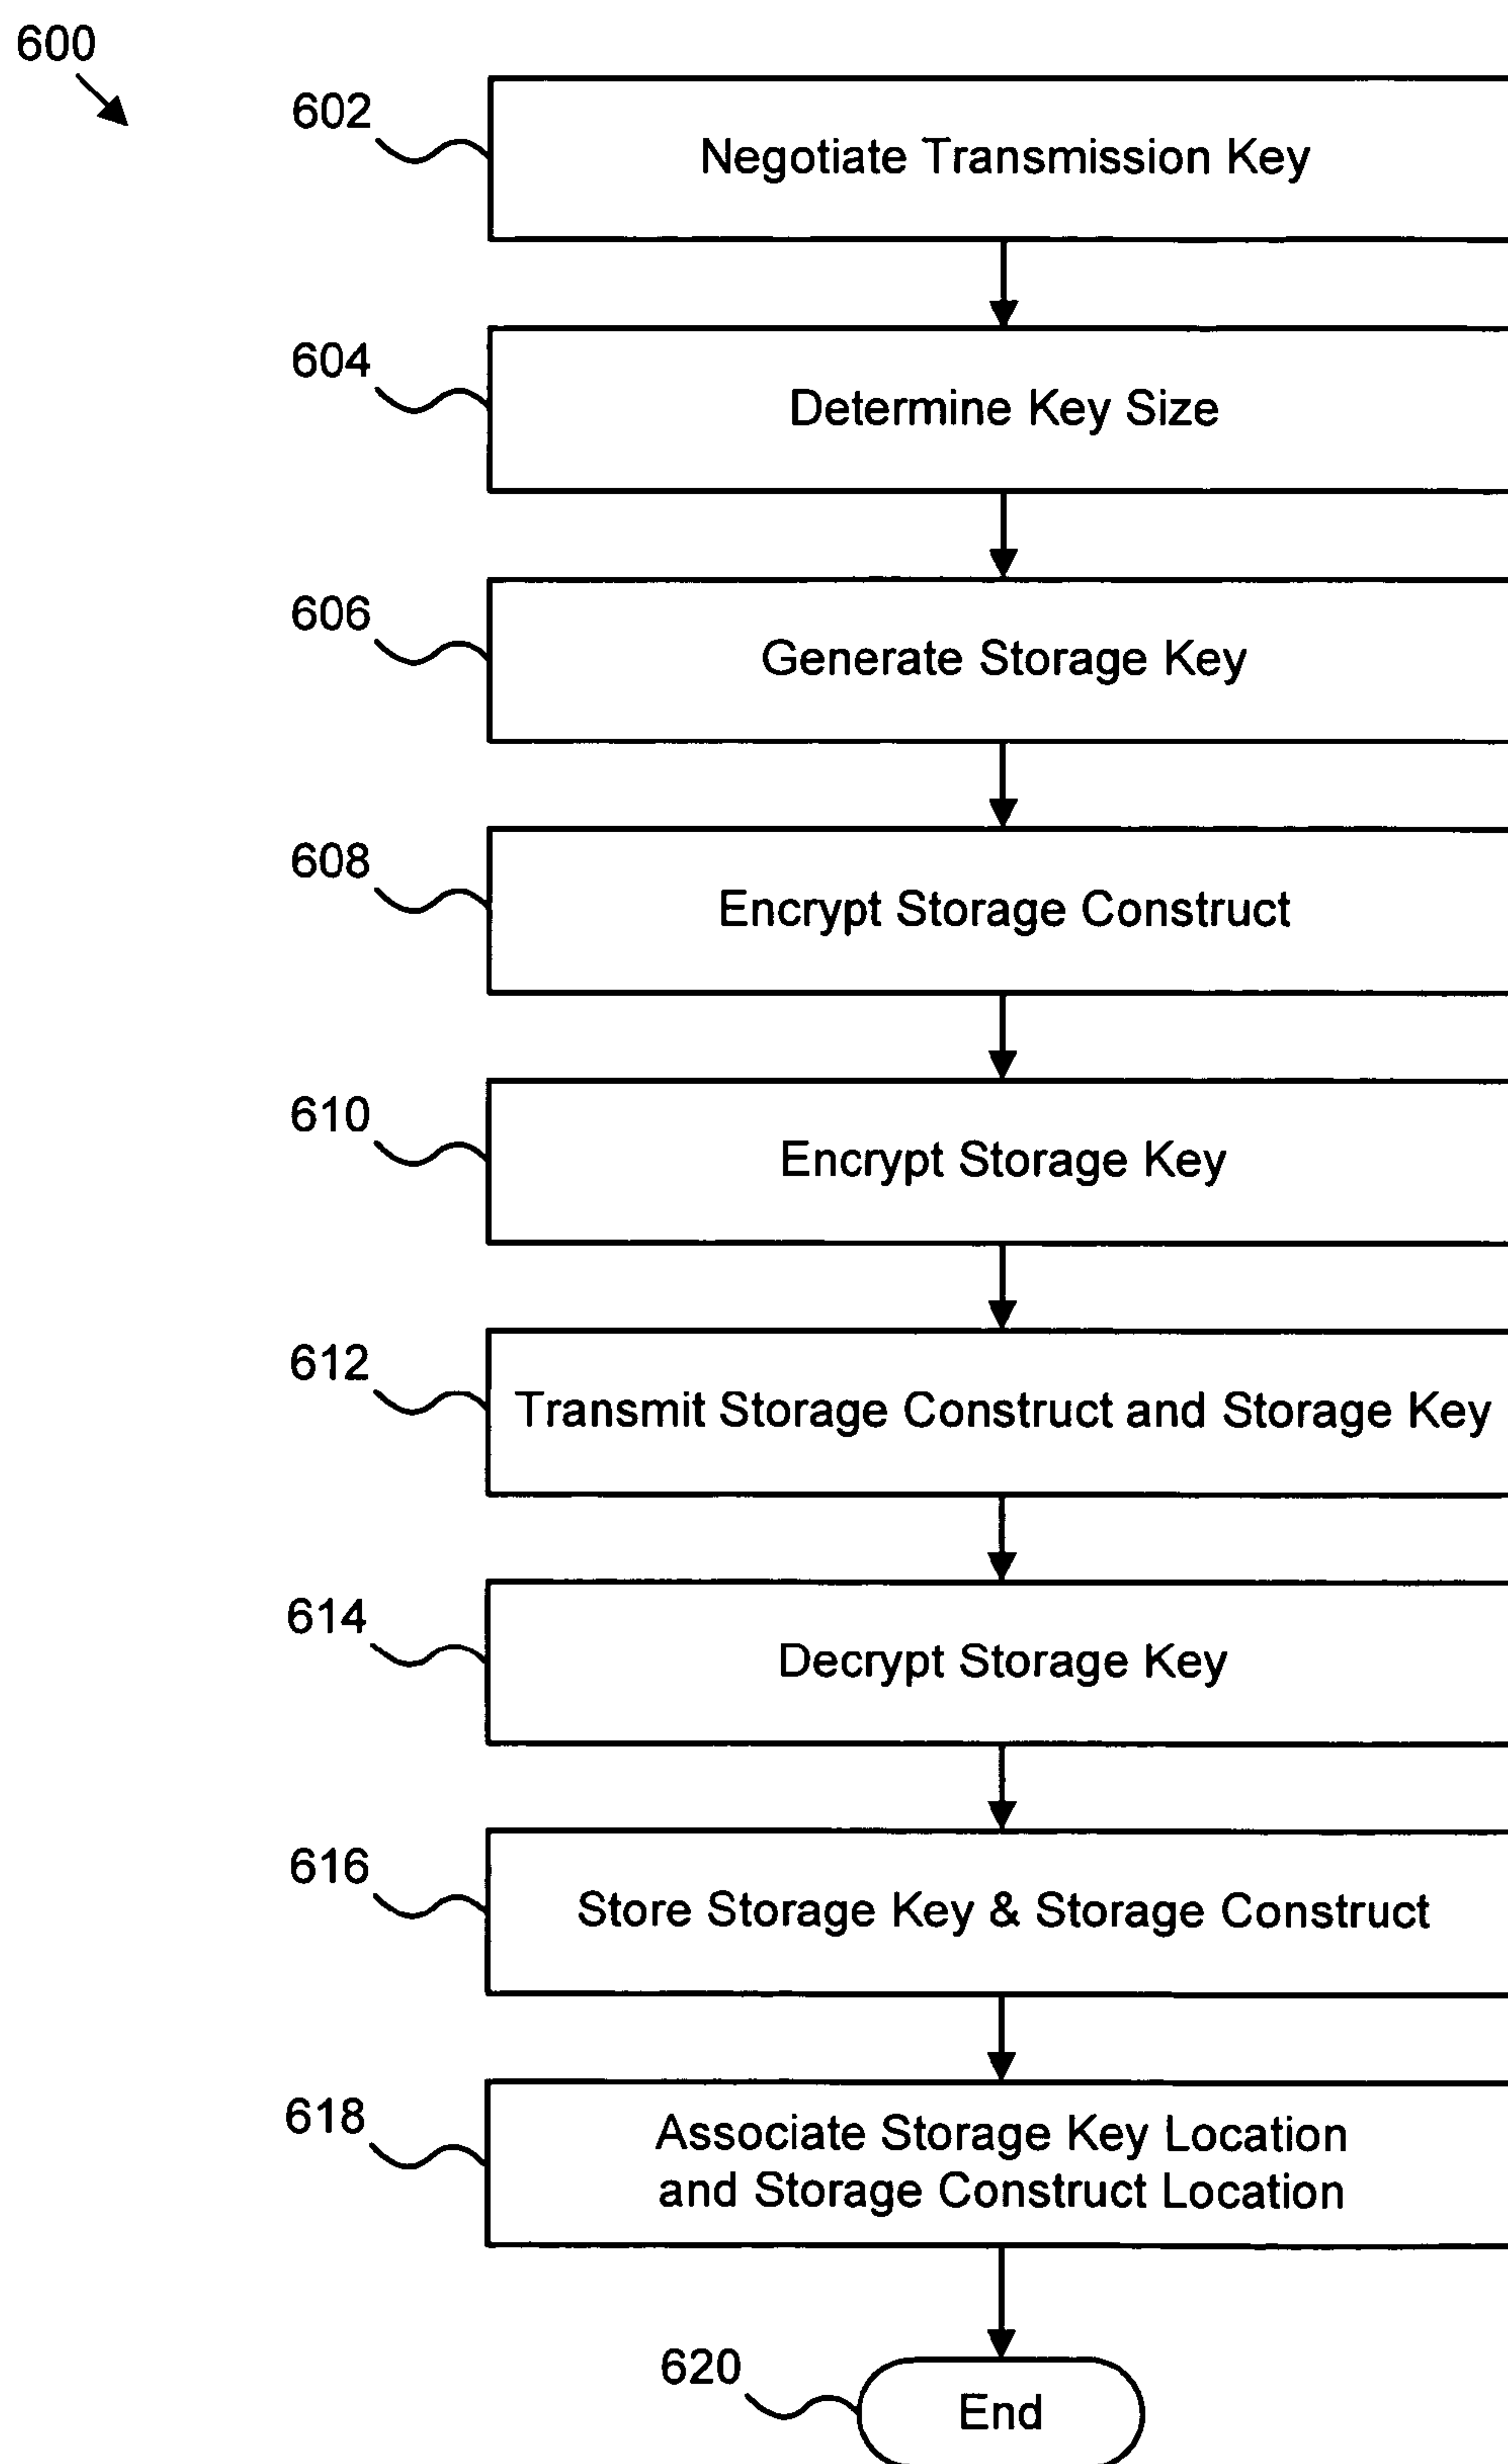 600
602
Negotiate Transmission Key
604
Determine Key Size
606
Generate Storage Key
608
Encrypt Storage Construct
610
Encrypt Storage Key
612
Transmit Storage Construct and Storage Key
614
Decrypt Storage Key
616
Store Storage Key & Storage Construct
618
Associate Storage Key Location
and Storage Construct Location
620
End